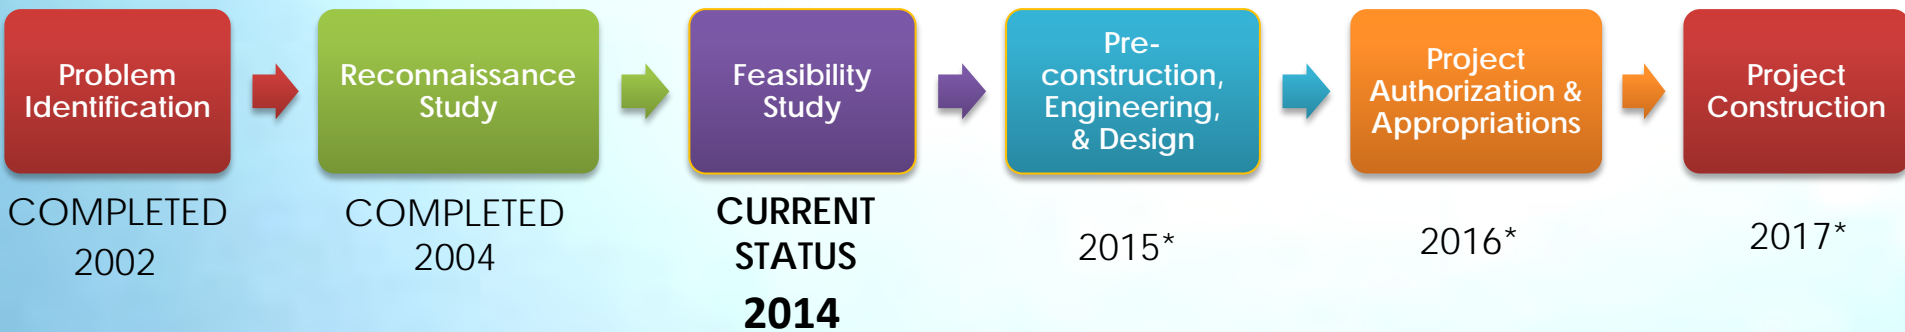 Problem
Identification
Reconnaissance
Study
Feasibility
Study
Pre-
construction,
Engineering,
& Design
Project
Authorization &
Appropriations
Project
Construction
COMPLETED
2002
COMPLETED
2004
CURRENT
STATUS
2014
2015*
2016*
2017*